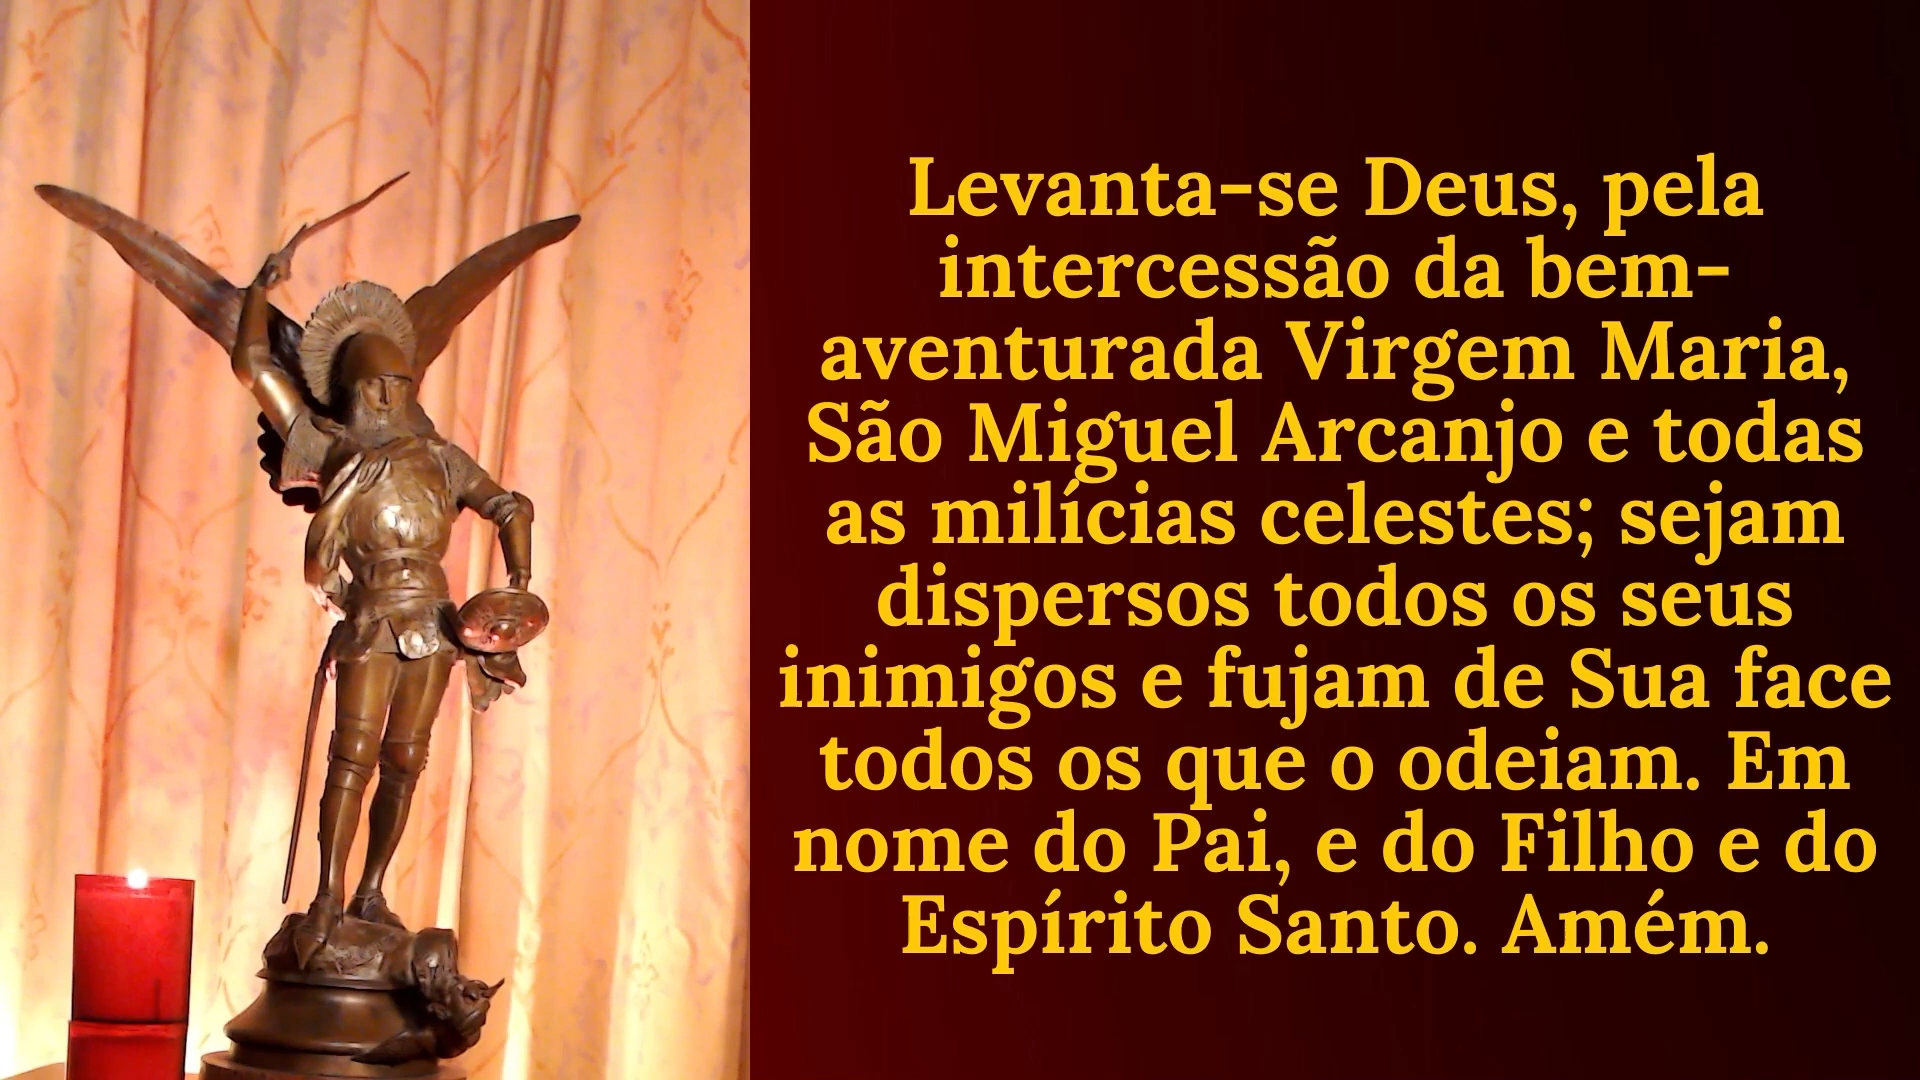 Levanta-se Deus, pela
intercessão da bem-
aventurada Virgem Maria,
São Miguel Arcanjo e todas
as milícias celestes; sejam
dispersos todos os seus
inimigos e fujam de Sua face
todos os que o odeiam. Em
nome do Pai, e do Filho e do
Espírito Santo. Amém.